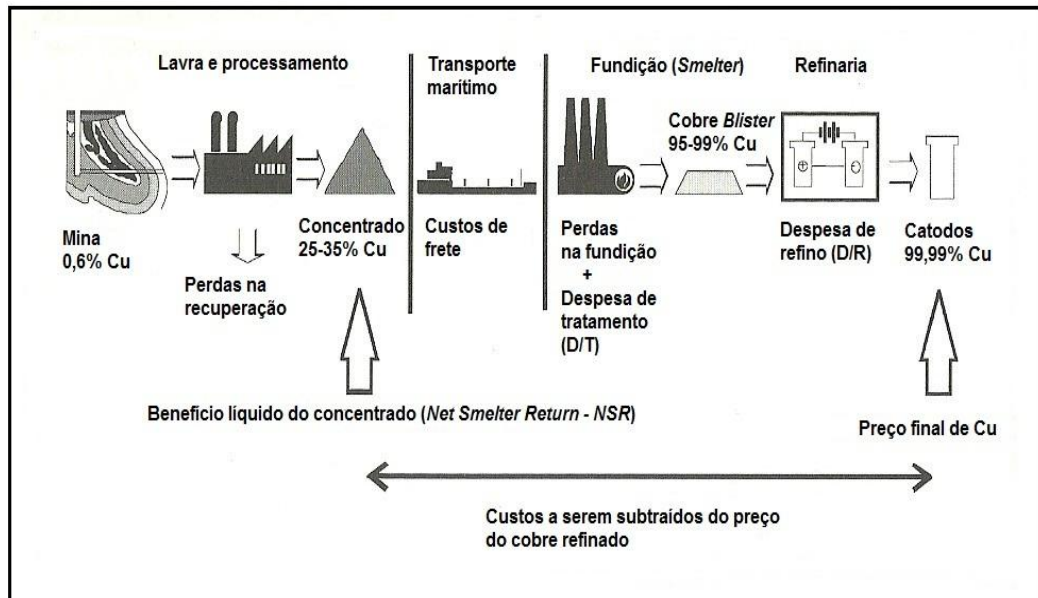 Lavra e processamento
Transporte
marítimo
Fundição (Smelter)
Refinaria
Cobre Blister
95-99% Cu
Mina
0,6% Cu
Perdas na
recuperação
Concentrado
25-35% Cu
Custos de
frete
Perdas
na fundição
+
Despesa de
tratamento
(D/T)
Despesa de
refino (D/R)
Catodos
99,99% Cu
Benefício líquido do concentrado (Net Smelter Return - NSR)
Preço final de Cu
Custos a serem subtraídos do preço
do cobre refinado